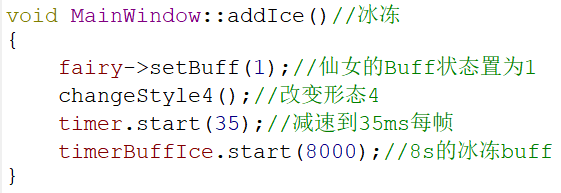 void MainWindow::addIce()//冰冻
{
    fairy->setBuff(1);//仙女的Buff状态置为1
    changeStyle4();//改变形态4
    timer.start(35);//减速到35ms每帧
    timerBuffIce.start(8000);//8s的冰冻buff
}